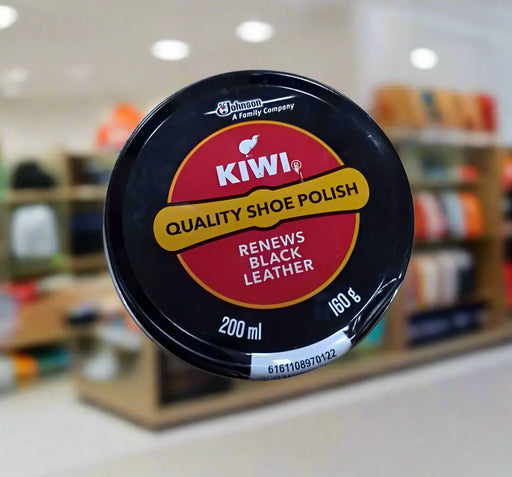 SC Johnson
A Family Company
KIWI®
QUALITY SHOE POLISH
RENEWS
BLACK
LEATHER
200 ml
160 g
6161108970122